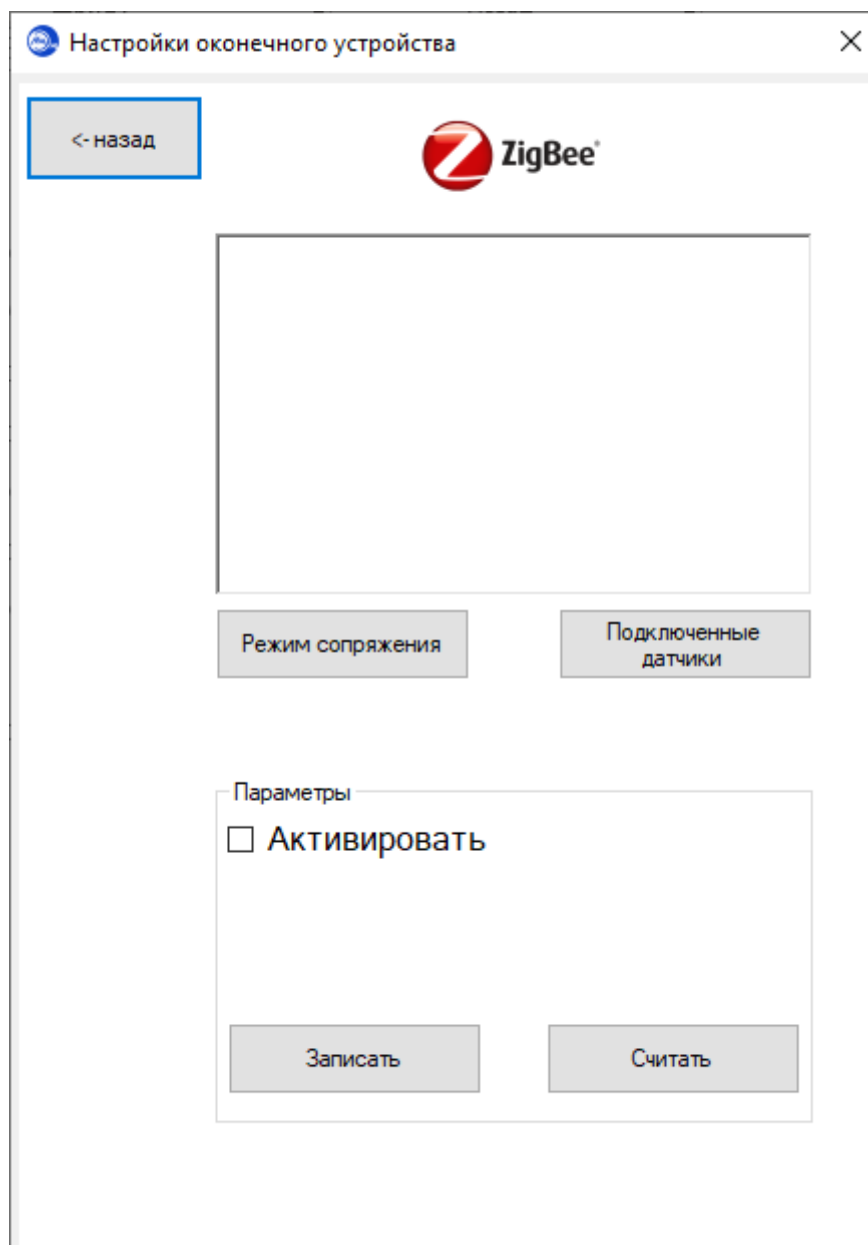 Настройки оконечного устройства
<- назад
ZigBee®
Режим сопряжения
Подключенные
датчики
Параметры
Активировать
Записать
Считать